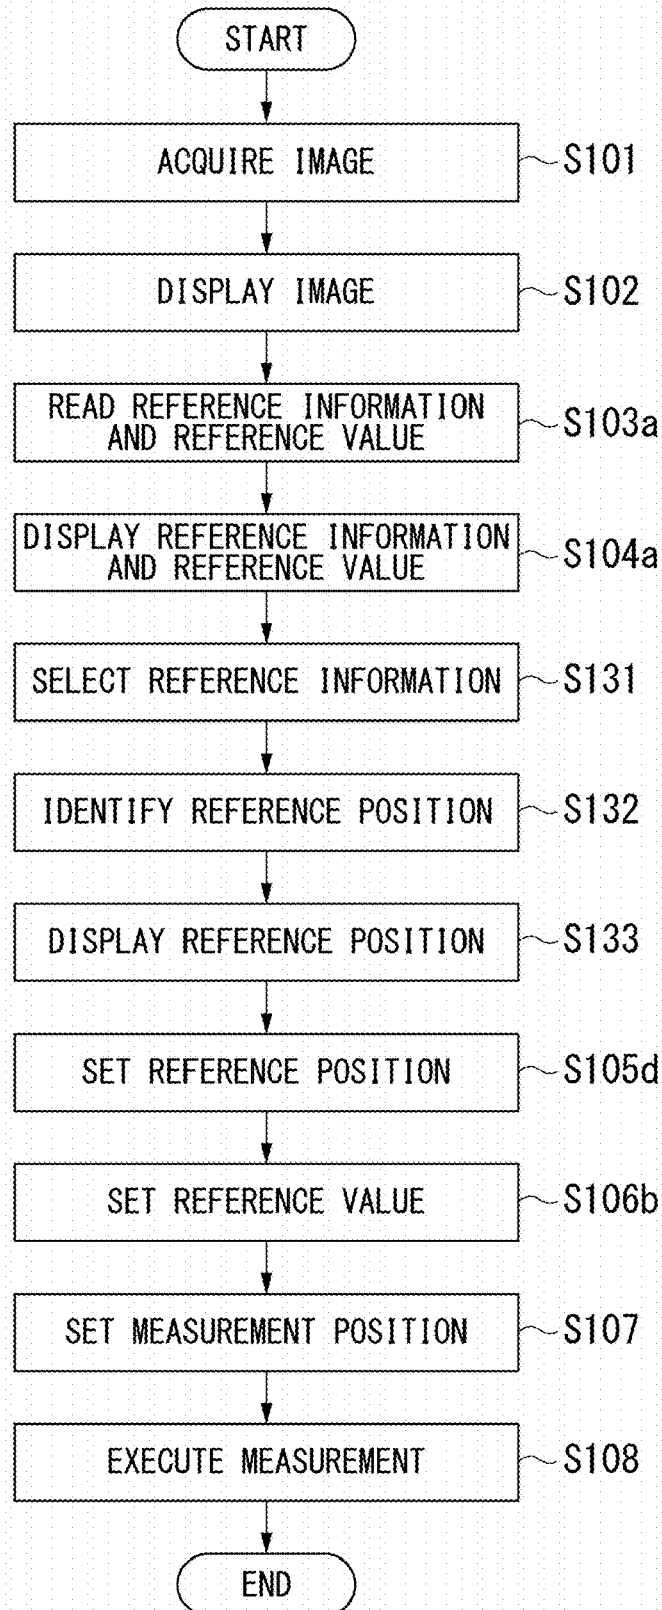 START
ACQUIRE IMAGE
S101
DISPLAY IMAGE
S102
READ REFERENCE INFORMATION
AND REFERENCE VALUE
S103a
DISPLAY REFERENCE INFORMATION
AND REFERENCE VALUE
S104a
SELECT REFERENCE INFORMATION
S131
IDENTIFY REFERENCE POSITION
S132
DISPLAY REFERENCE POSITION
S133
SET REFERENCE POSITION
S105d
SET REFERENCE VALUE
S106b
SET MEASUREMENT POSITION
S107
EXECUTE MEASUREMENT
S108
END